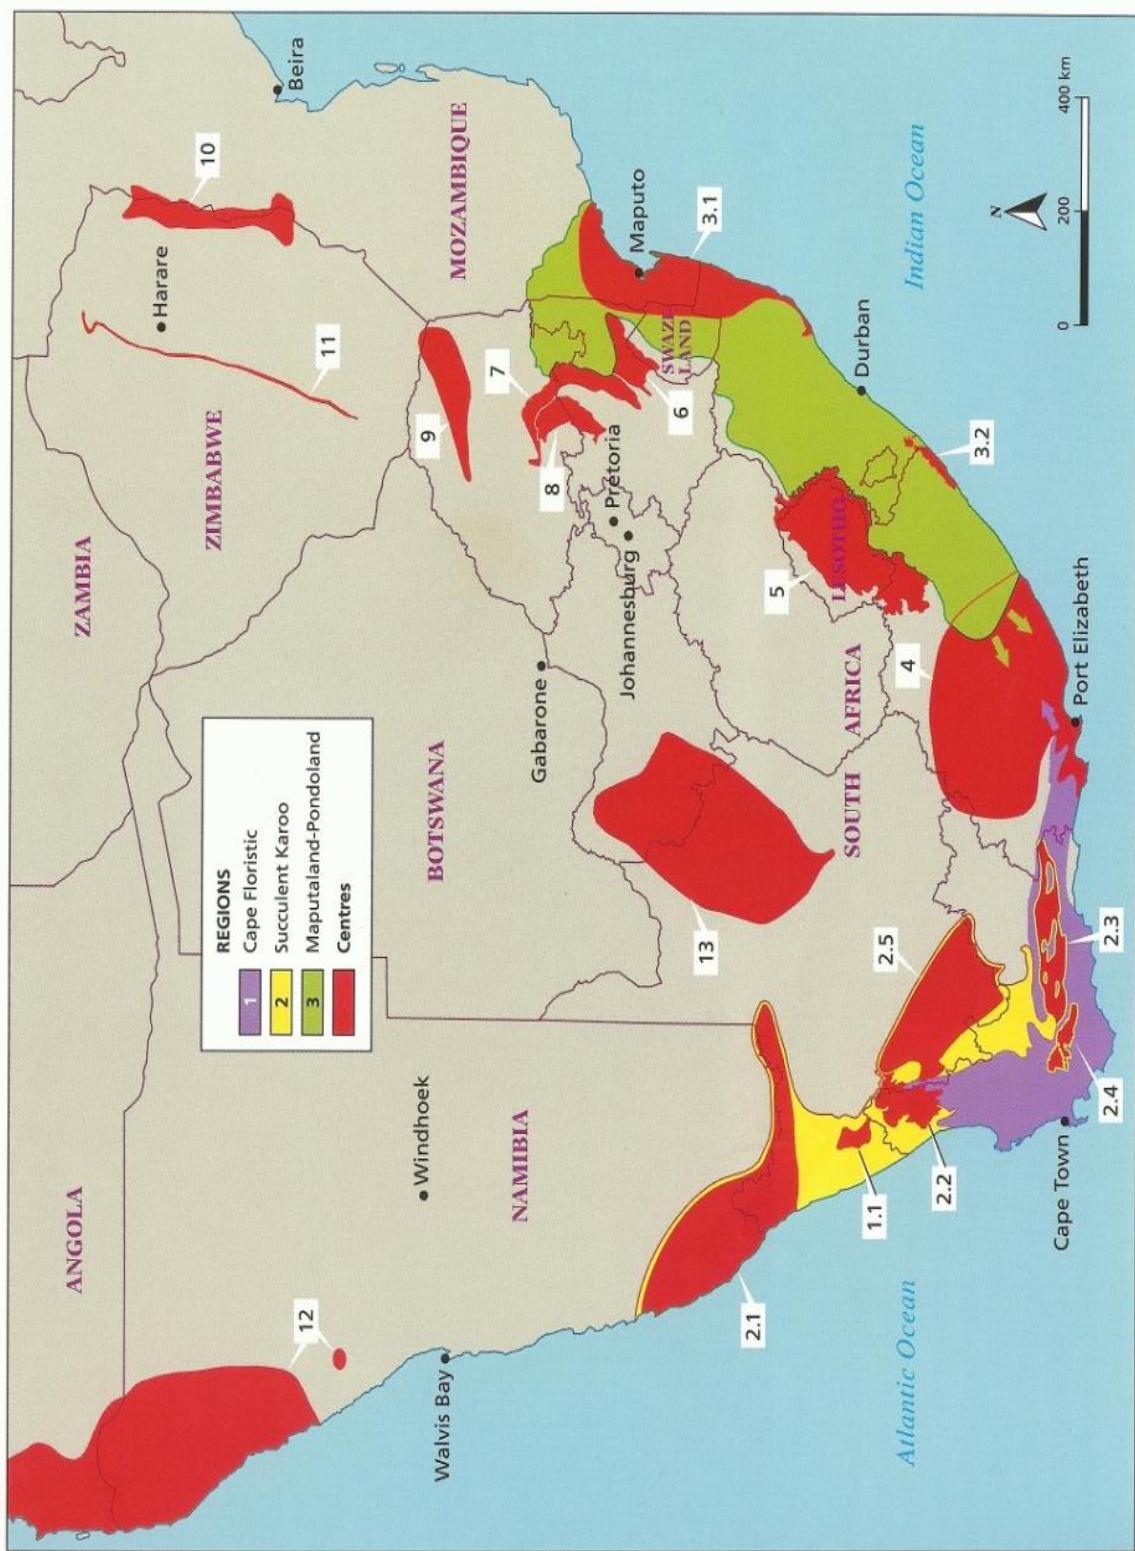 ANGOLA
ZAMBIA
ZIMBABWE
Harare
10
11
Beira
12
REGIONS
1 Cape Floristic
2 Succulent Karoo
3 Maputaland-Pondoland
Centres
Windhoek
Walvis Bay
NAMIBIA
BOTSWANA
Gabarone
MOZAMBIQUE
9
7
8
Pretoria
Johannesburg
6
SWAZI
LAND
Maputo
3.1
2.1
13
5
LESOTHO
Durban
3.2
SOUTH
AFRICA
4
1.1
2.5
2.2
Atlantic Ocean
Indian Ocean
Cape Town
2.4
2.3
Port Elizabeth
N
0 200 400 km